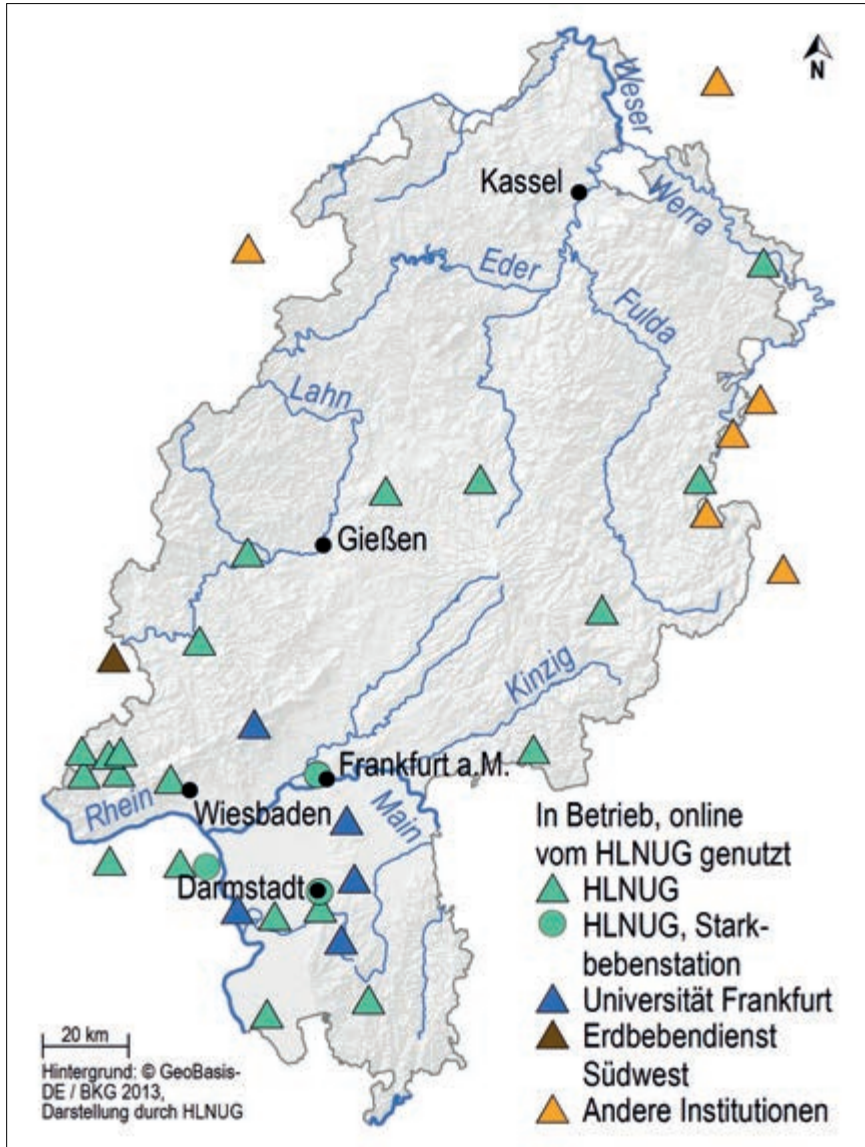 N
Weser
Kassel
Werra
Eder
Fulda
Lahn
Gießen
Kinzig
Frankfurt a.M.
Rhein
Wiesbaden
Main
Darmstadt
In Betrieb, online
vom HLNUG genutzt
HLNUG
HLNUG, Stark-
bebenstation
Universität Frankfurt
Erdbebendienst
Südwest
Andere Institutionen
20 km
Hintergrund: © GeoBasis-
DE / BKG 2013,
Darstellung durch HLNUG